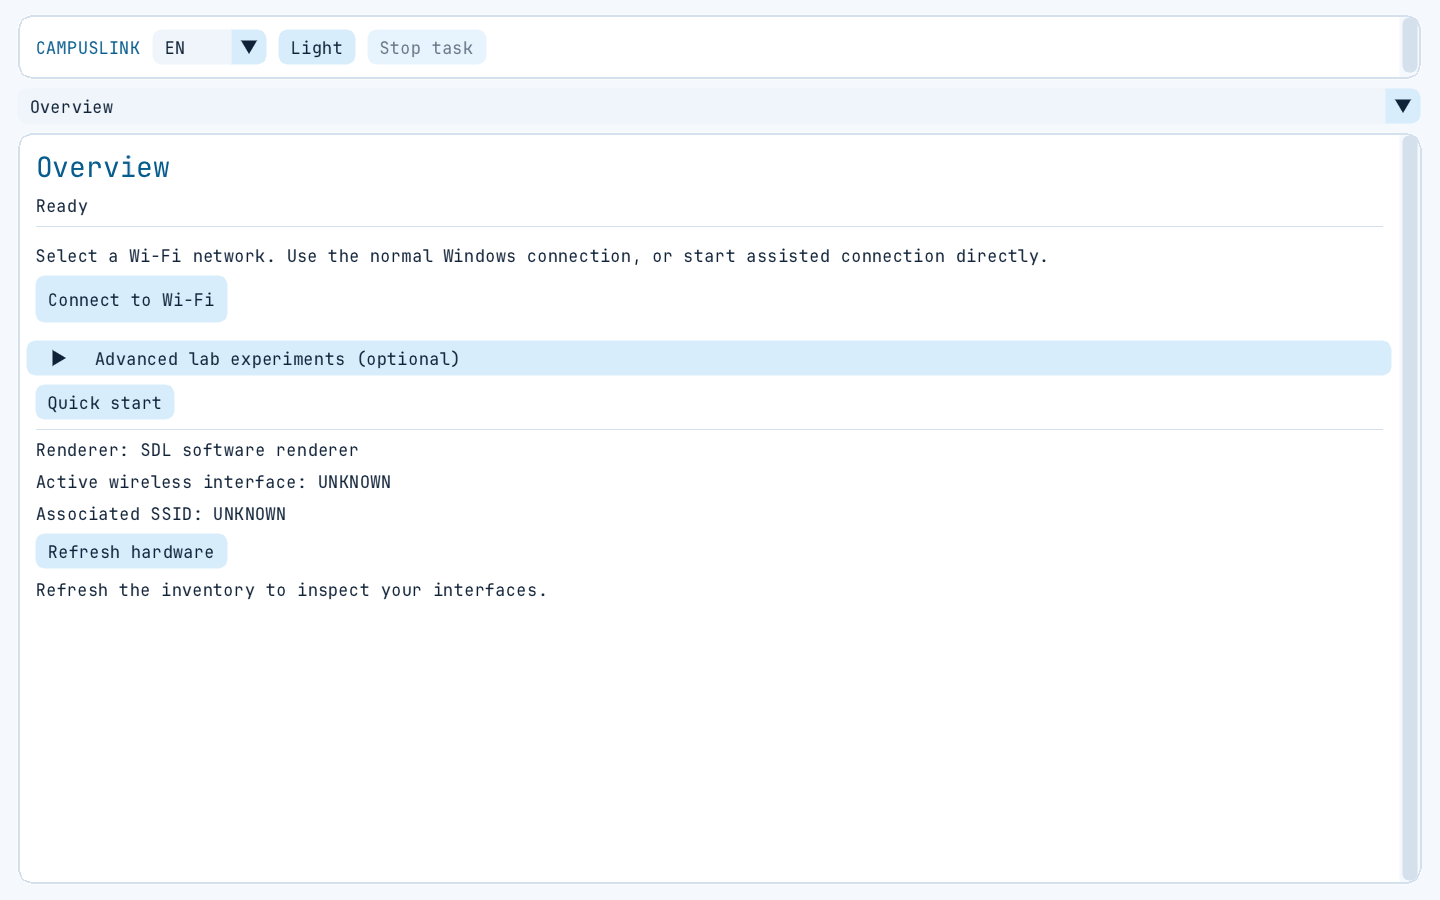 CAMPUSLINK EN Light Stop task
Overview
Overview
Ready
Select a Wi-Fi network. Use the normal Windows connection, or start assisted connection directly.
Connect to Wi-Fi
Advanced lab experiments (optional)
Quick start
Renderer: SDL software renderer
Active wireless interface: UNKNOWN
Associated SSID: UNKNOWN
Refresh hardware
Refresh the inventory to inspect your interfaces.